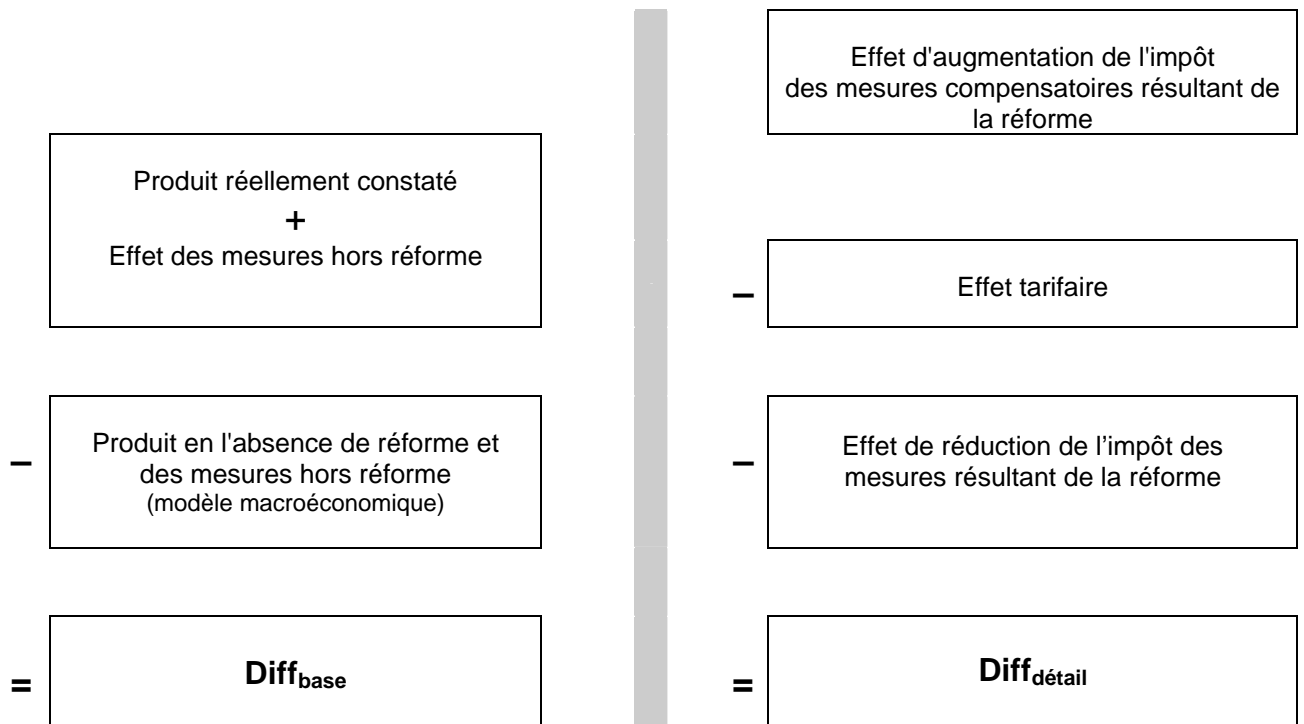 Produit réellement constaté
+
Effet des mesures hors réforme
–
Produit en l'absence de réforme et
des mesures hors réforme
(modèle macroéconomique)
=
Diffbase
Effet d'augmentation de l'impôt
des mesures compensatoires résultant de
la réforme
–
Effet tarifaire
–
Effet de réduction de l’impôt des
mesures résultant de la réforme
=
Diffdétail